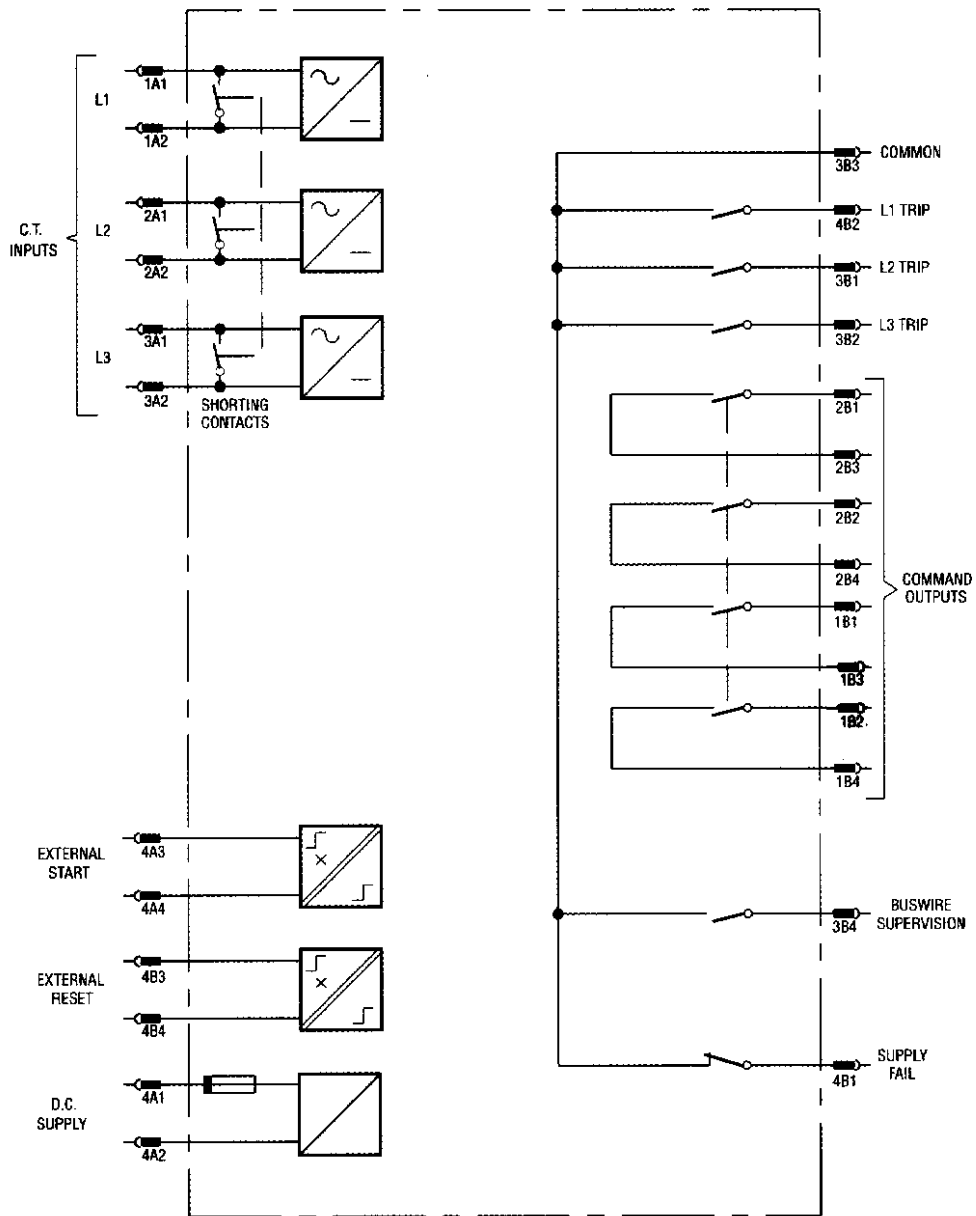 1A1
L1
1A2
2A1
C.T.
INPUTS
L2
2A2
3A1
L3
3A2
SHORTING
CONTACTS
EXTERNAL
START
4A3
4A4
EXTERNAL
RESET
4B3
4B4
D.C.
SUPPLY
4A1
4A2
3B3
COMMON
4B2
L1 TRIP
3B1
L2 TRIP
3B2
L3 TRIP
2B1
2B3
2B2
2B4
COMMAND
OUTPUTS
1B1
1B3
1B2
1B4
BUSWIRE
SUPERVISION
3B4
SUPPLY
FAIL
4B1